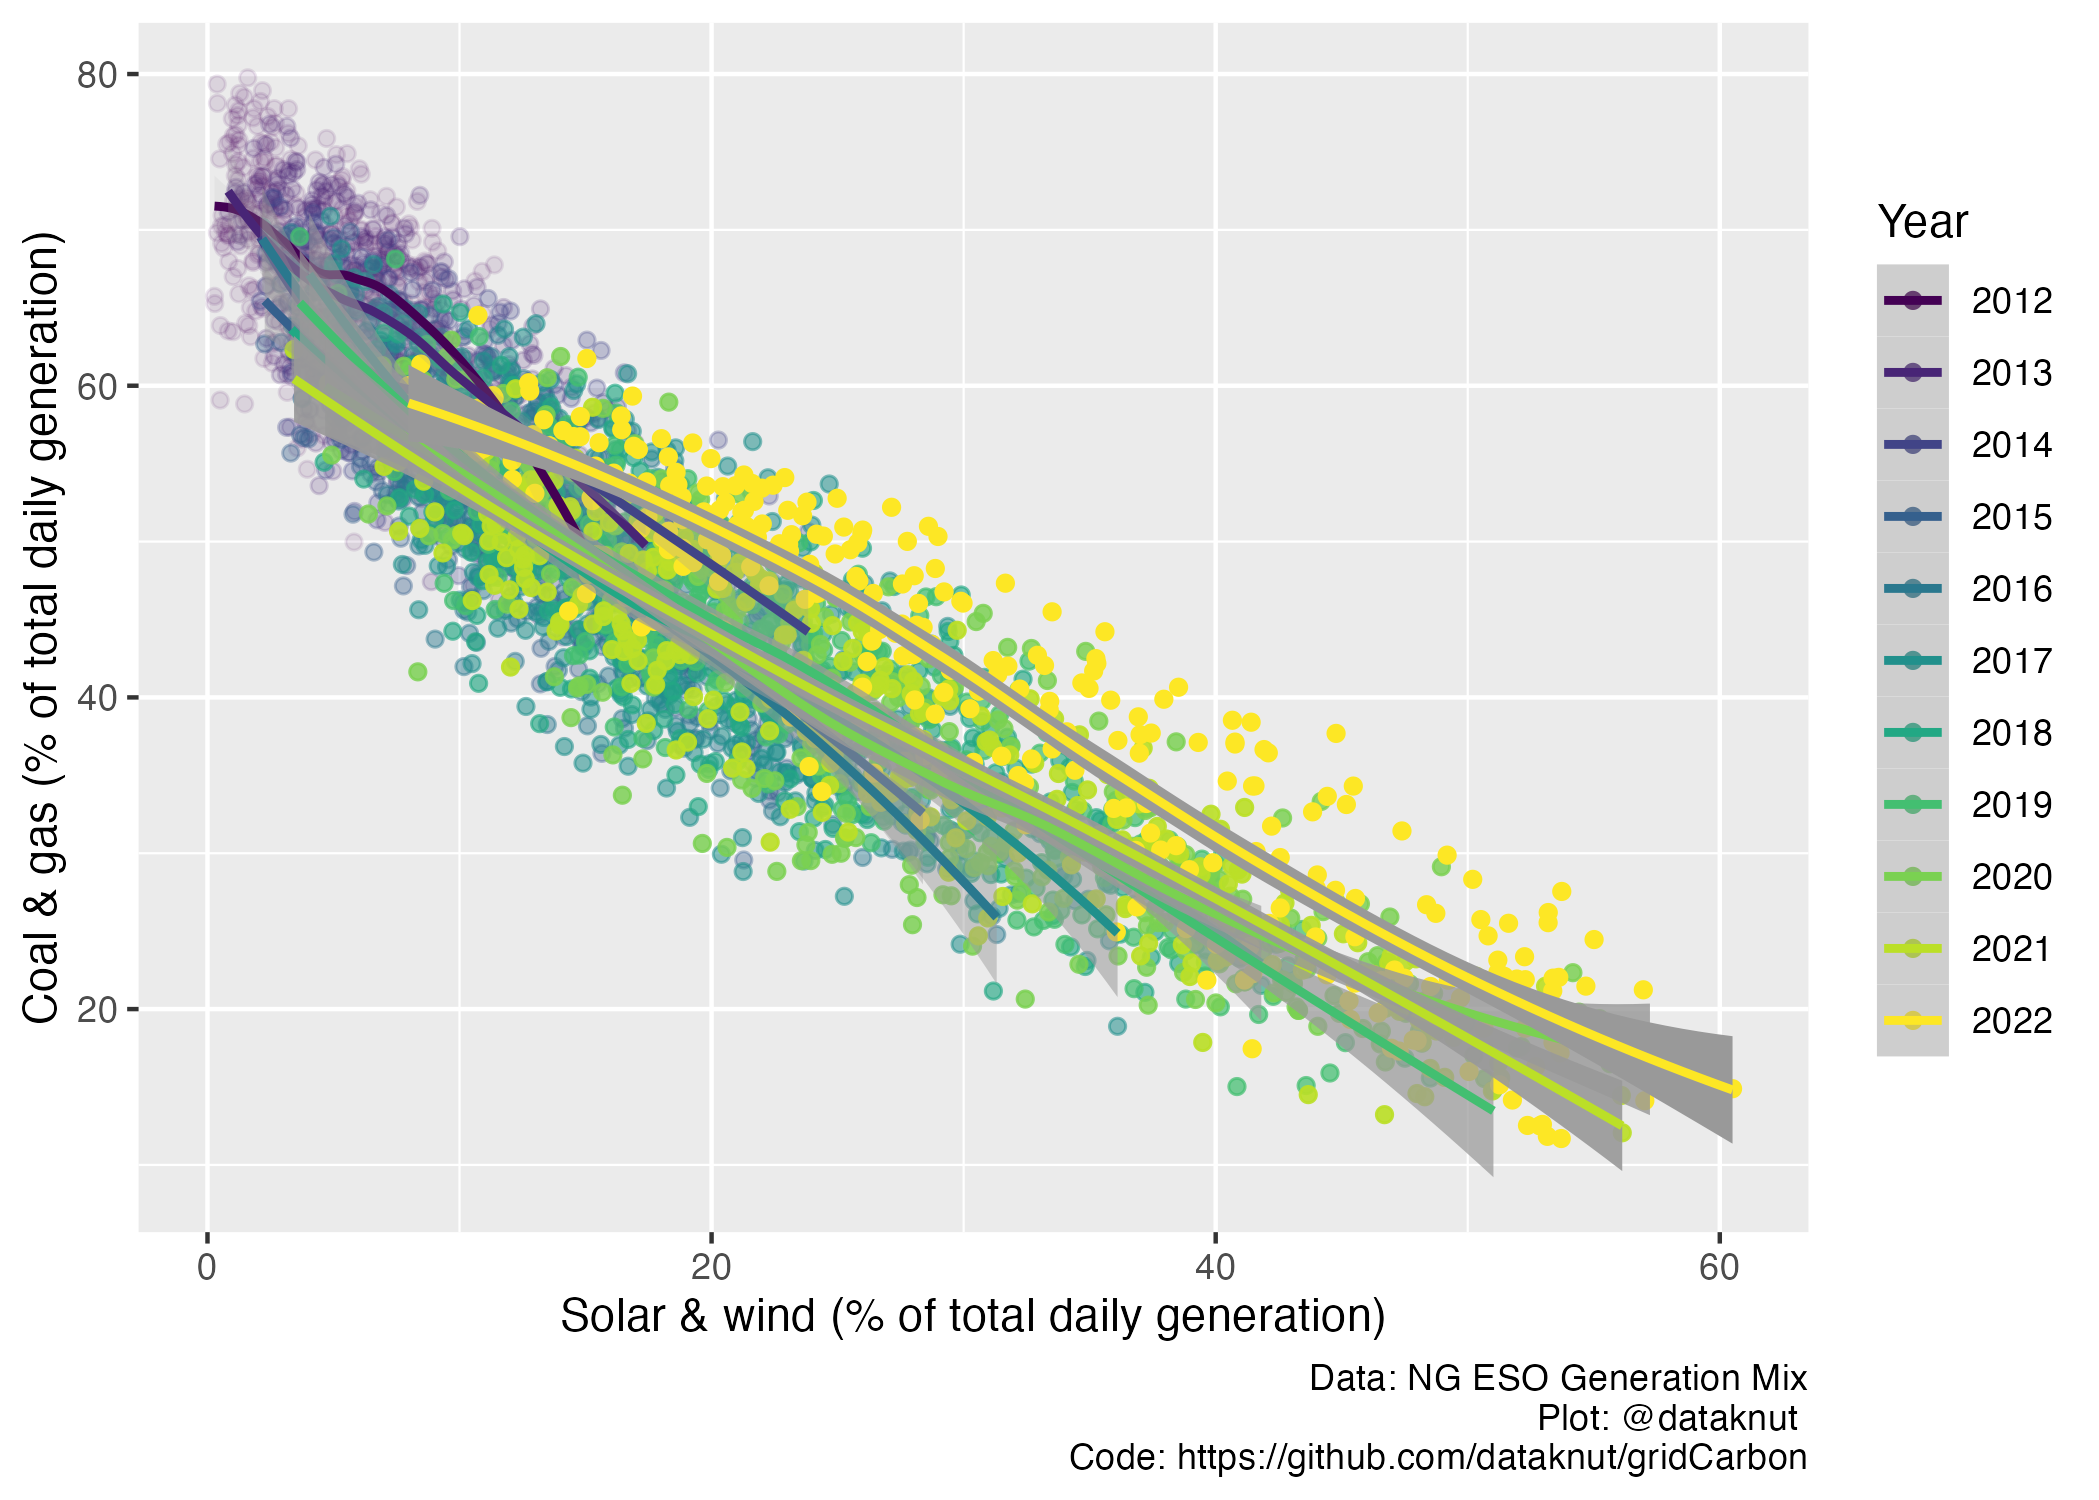 80
60
40
20
Coal & gas (% of total daily generation)
0 20 40 60
Solar & wind (% of total daily generation)
Year
2012
2013
2014
2015
2016
2017
2018
2019
2020
2021
2022
Data: NG ESO Generation Mix
Plot: @dataknut
Code: https://github.com/dataknut/gridCarbon